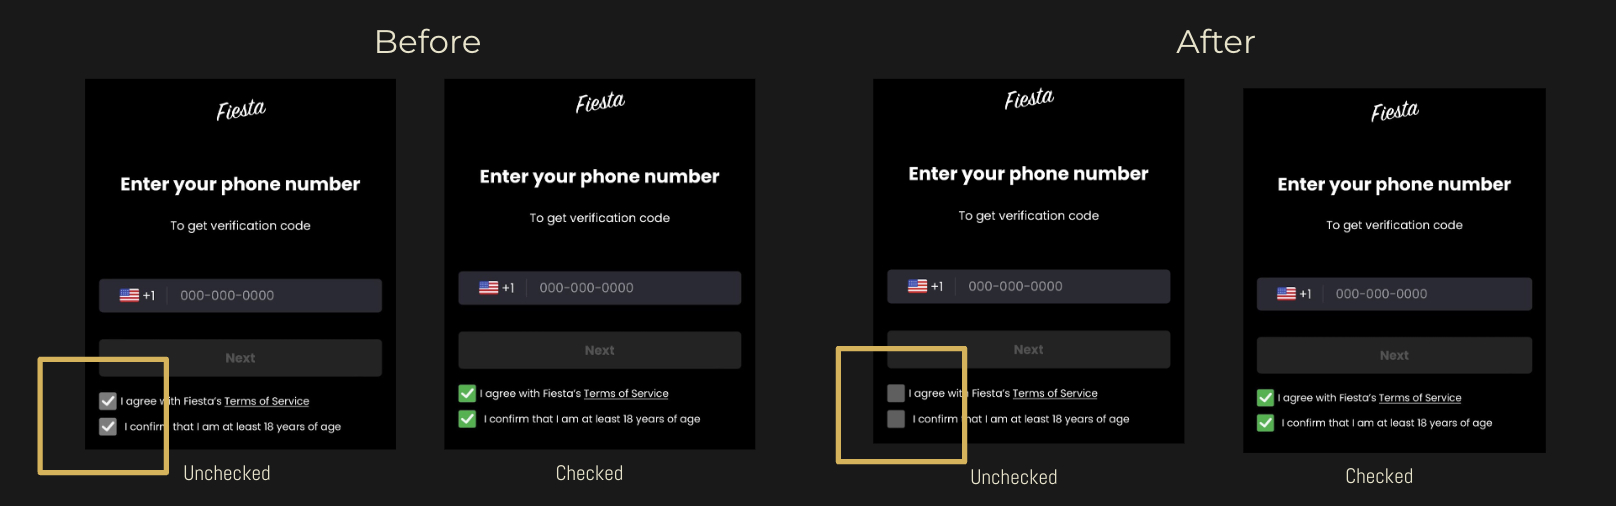 Before
Fiesta
Enter your phone number
To get verification code
+1 000-000-0000
Next
I agree with Fiesta's Terms of Service
I confirm that I am at least 18 years of age
Unchecked
Fiesta
Enter your phone number
To get verification code
+1 000-000-0000
Next
I agree with Fiesta's Terms of Service
I confirm that I am at least 18 years of age
Checked
After
Fiesta
Enter your phone number
To get verification code
+1 000-000-0000
Next
I agree with Fiesta's Terms of Service
I confirm that I am at least 18 years of age
Unchecked
Fiesta
Enter your phone number
To get verification code
+1 000-000-0000
Next
I agree with Fiesta's Terms of Service
I confirm that I am at least 18 years of age
Checked